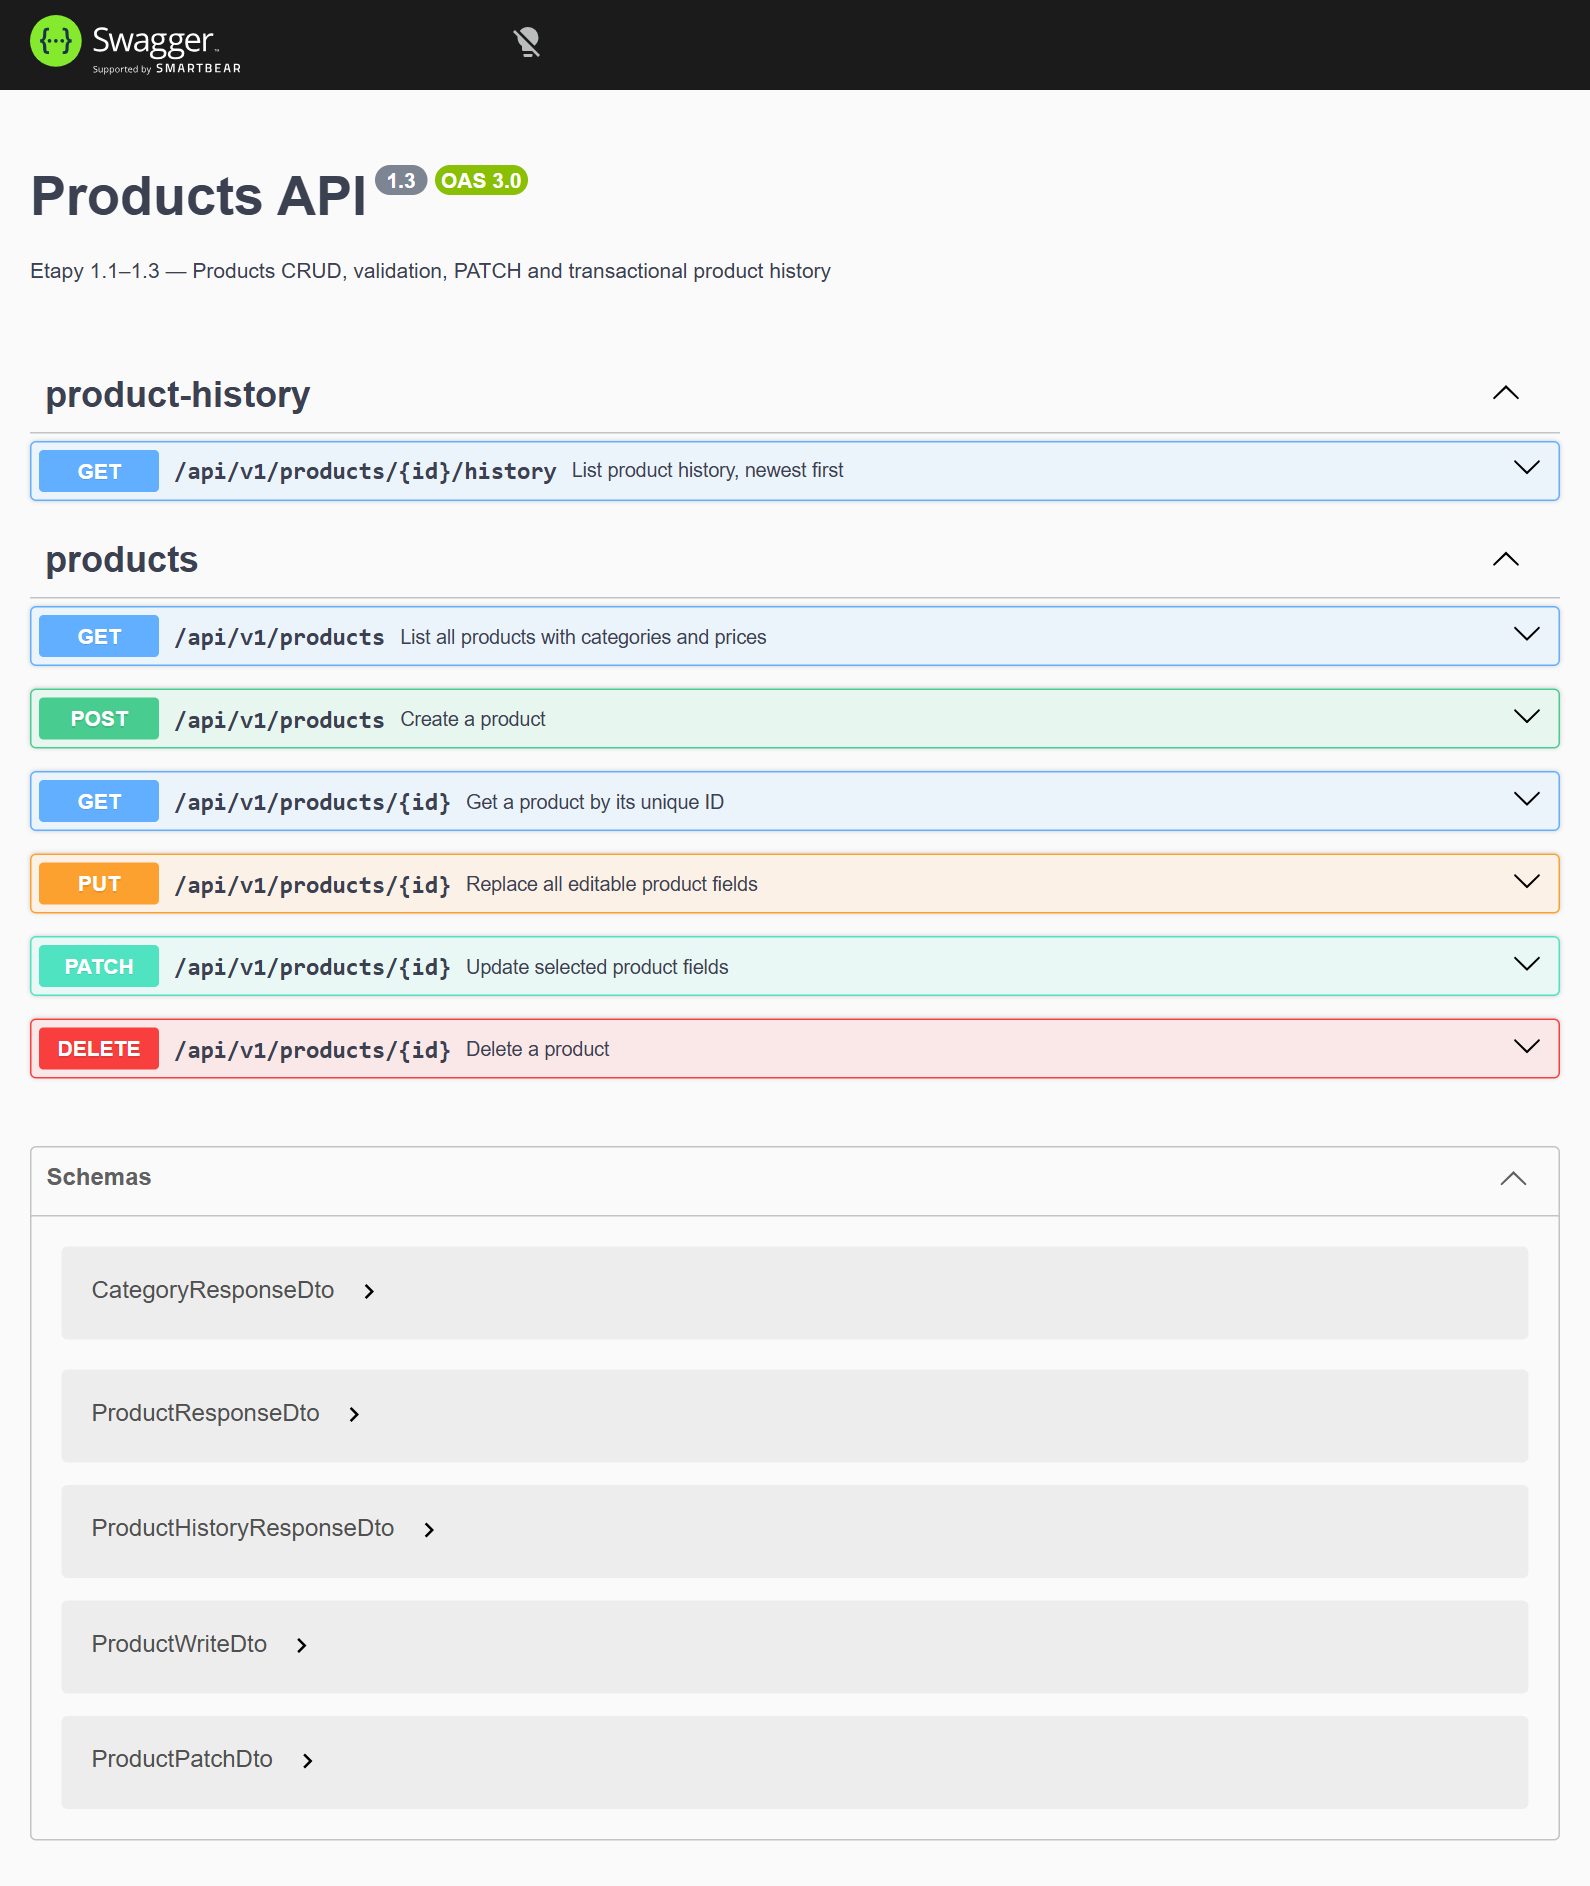 {···} Swagger™
Supported by SMARTBEAR
Products API 1.3 OAS 3.0
Etapy 1.1–1.3 — Products CRUD, validation, PATCH and transactional product history
product-history
GET /api/v1/products/{id}/history List product history, newest first
products
GET /api/v1/products List all products with categories and prices
POST /api/v1/products Create a product
GET /api/v1/products/{id} Get a product by its unique ID
PUT /api/v1/products/{id} Replace all editable product fields
PATCH /api/v1/products/{id} Update selected product fields
DELETE /api/v1/products/{id} Delete a product
Schemas
CategoryResponseDto
ProductResponseDto
ProductHistoryResponseDto
ProductWriteDto
ProductPatchDto